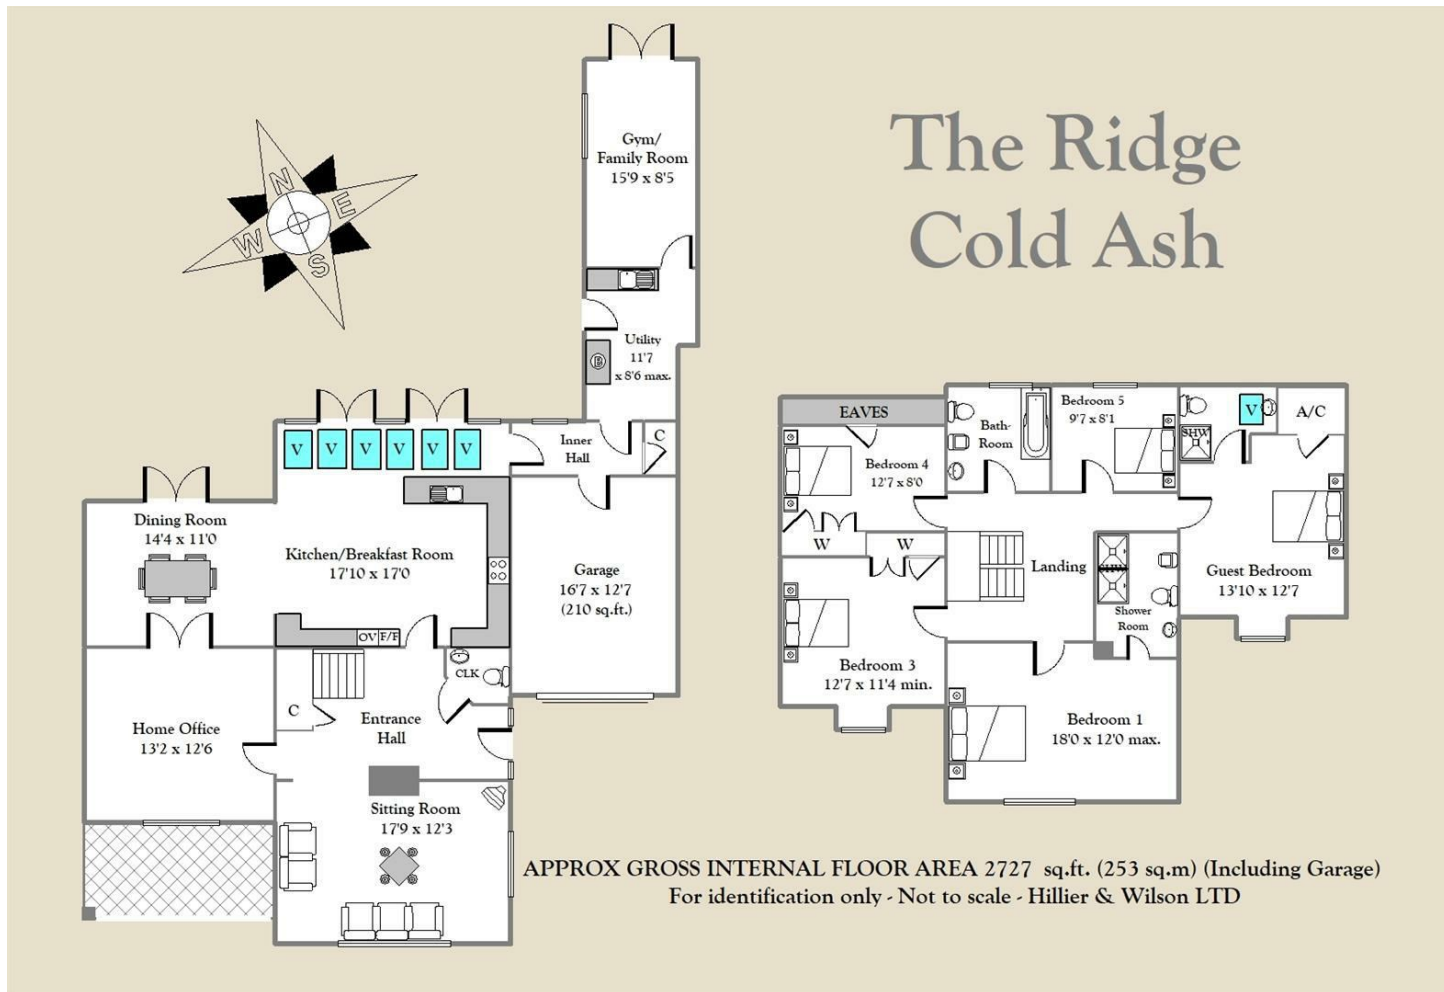 The Ridge
Cold Ash
N
E
W
S
Gym/
Family Room
15'9 x 8'5
Utility
11'7
x 8'6 max.
B
Inner
Hall
C
V
V
V
V
V
V
Dining Room
14'4 x 11'0
Kitchen/Breakfast Room
17'10 x 17'0
OV F/F
Garage
16'7 x 12'7
(210 sq.ft.)
CLK
C
Entrance
Hall
Home Office
13'2 x 12'6
Sitting Room
17'9 x 12'3
EAVES
Bath-
Room
Bedroom 5
9'7 x 8'1
SHW
V
A/C
Bedroom 4
12'7 x 8'0
W
W
Landing
SHW
Shower
Room
Guest Bedroom
13'10 x 12'7
Bedroom 3
12'7 x 11'4 min.
Bedroom 1
18'0 x 12'0 max.
APPROX GROSS INTERNAL FLOOR AREA 2727 sq.ft. (253 sq.m) (Including Garage)
For identification only - Not to scale - Hillier & Wilson LTD